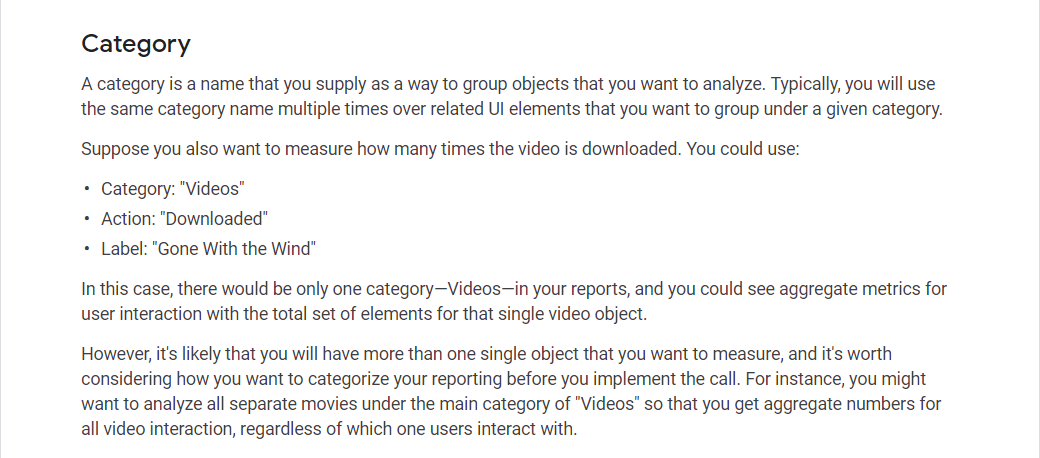 Category
A category is a name that you supply as a way to group objects that you want to analyze. Typically, you will use
the same category name multiple times over related UI elements that you want to group under a given category.
Suppose you also want to measure how many times the video is downloaded. You could use:
• Category: "Videos"
• Action: "Downloaded"
• Label: "Gone With the Wind"
In this case, there would be only one category—Videos—in your reports, and you could see aggregate metrics for
user interaction with the total set of elements for that single video object.
However, it's likely that you will have more than one single object that you want to measure, and it's worth
considering how you want to categorize your reporting before you implement the call. For instance, you might
want to analyze all separate movies under the main category of "Videos" so that you get aggregate numbers for
all video interaction, regardless of which one users interact with.